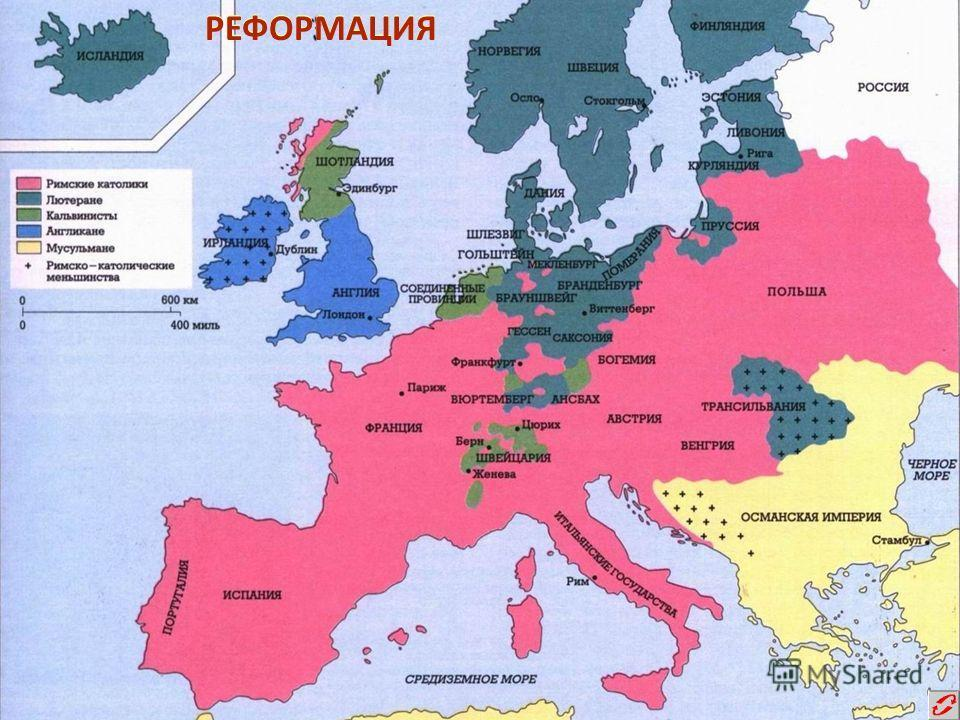 РЕФОРМАЦИЯ
ИСЛАНДИЯ
НОРВЕГИЯ
ШВЕЦИЯ
ФИНЛЯНДИЯ
РОССИЯ
Осло
Стокгольм
ЭСТОНИЯ
ЛИВОНИЯ
Рига
КУРЛЯНДИЯ
ШОТЛАНДИЯ
Эдинбург
Римские католики
Лютеране
Кальвинисты
Англикане
Мусульмане
+ Римско-католические
меньшинства
0 600 км
0 400 миль
ДАНИЯ
ИРЛАНДИЯ
Дублин
ШЛЕЗВИГ
ГОЛЬШТЕЙН
МЕКЛЕНБУРГ
ПОМЕРАНИЯ
ПРУССИЯ
АНГЛИЯ
Лондон
СОЕДИНЕННЫЕ
ПРОВИНЦИИ
БРАУНШВЕЙГ
БРАНДЕНБУРГ
Виттенберг
ПОЛЬША
ГЕССЕН
САКСОНИЯ
Франкфурт
БОГЕМИЯ
Париж
ВЮРТЕМБЕРГ
АНСБАХ
ТРАНСИЛЬВАНИЯ
ФРАНЦИЯ
Цюрих
АВСТРИЯ
Берн
ШВЕЙЦАРИЯ
Женева
ВЕНГРИЯ
ЧЕРНОЕ
МОРЕ
ОСМАНСКАЯ ИМПЕРИЯ
Стамбул
ИТАЛЬЯНСКИЕ ГОСУДАРСТВА
Рим
ПОРТУГАЛИЯ
ИСПАНИЯ
СРЕДИЗЕМНОЕ МОРЕ
MyShared